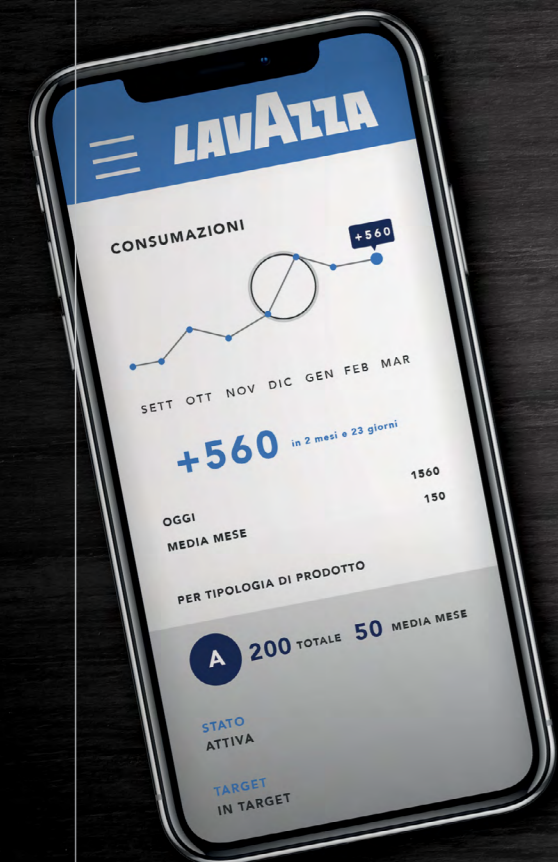 LAVAZZA
CONSUMAZIONI
+560
SETT OTT NOV DIC GEN FEB MAR
+560 in 2 mesi e 23 giorni
OGGI 1560
MEDIA MESE 150
PER TIPOLOGIA DI PRODOTTO
A 200 TOTALE 50 MEDIA MESE
STATO
ATTIVA
TARGET
IN TARGET